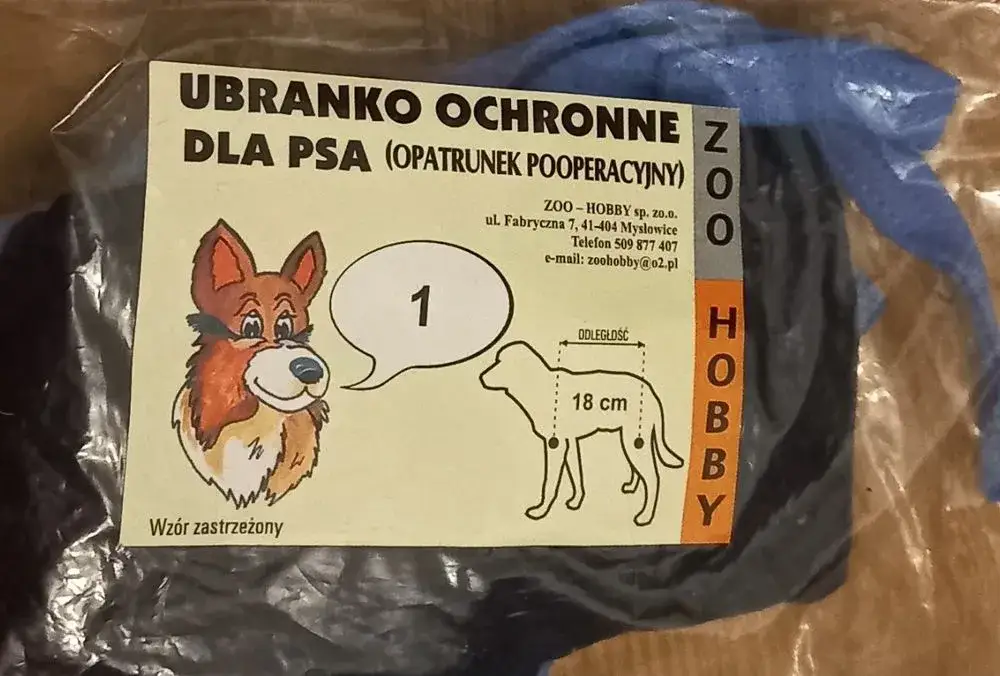 UBRANKO OCHRONNE
DLA PSA (OPATRUNEK POOPERACYJNY)
ZOO – HOBBY sp. zo.o.
ul. Fabryczna 7, 41-404 Mysłowice
Telefon 509 877 407
e-mail: zoohobby@o2.pl
1
ODLEGŁOŚĆ
18 cm
Wzór zastrzeżony
ZOO
HOBBY